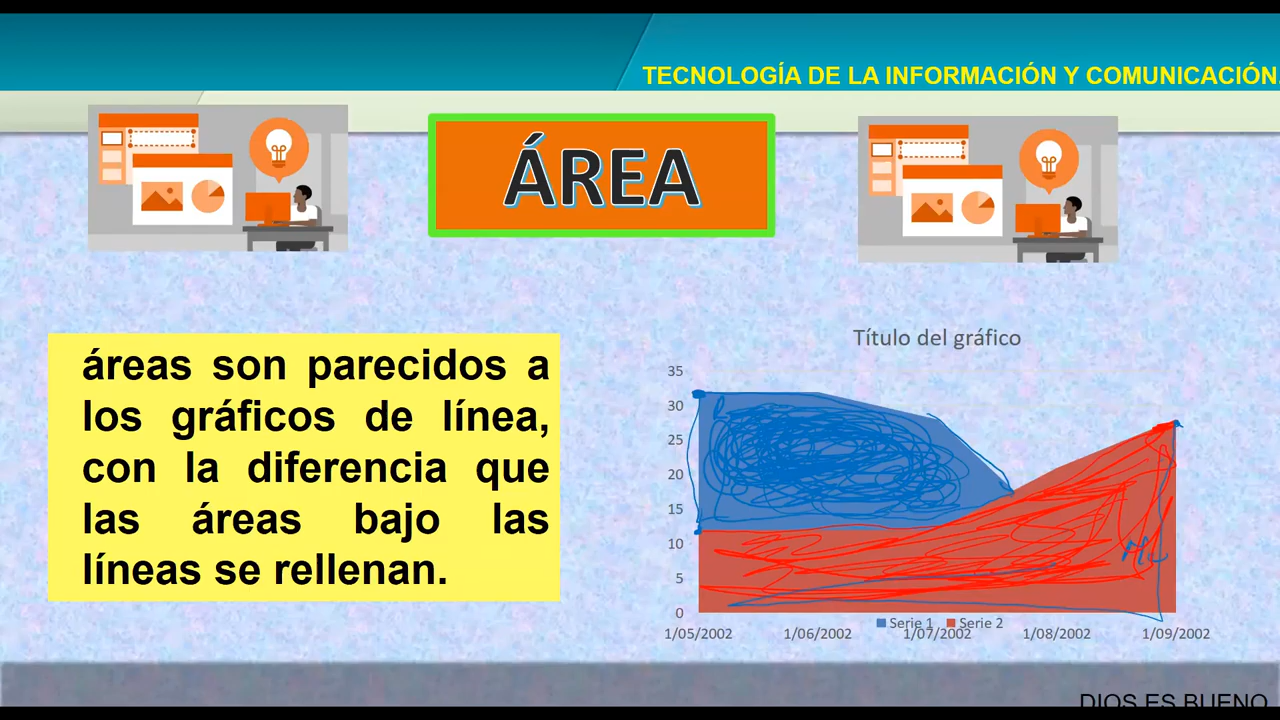 TECNOLOGÍA DE LA INFORMACIÓN Y COMUNICACIÓN.
ÁREA
áreas son parecidos a
los gráficos de línea,
con la diferencia que
las áreas bajo las
líneas se rellenan.
Título del gráfico
35
30
25
20
15
10
5
0
Serie 1 Serie 2
1/05/2002 1/06/2002 1/07/2002 1/08/2002 1/09/2002
DIOS ES BUENO